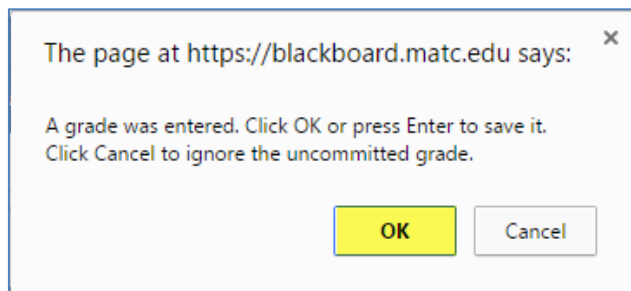 The page at https://blackboard.matc.edu says:
A grade was entered. Click OK or press Enter to save it.
Click Cancel to ignore the uncommitted grade.
OK
Cancel